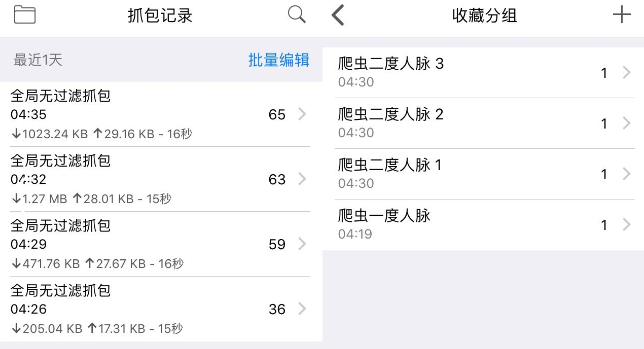 抓包记录
最近1天
批量编辑
全局无过滤抓包
04:35
65
↓1023.24 KB ↑29.16 KB - 16秒
全局无过滤抓包
04:32
63
↓1.27 MB ↑28.01 KB - 15秒
全局无过滤抓包
04:29
59
↓471.76 KB ↑27.67 KB - 16秒
全局无过滤抓包
04:26
36
↓205.04 KB ↑17.31 KB - 15秒
收藏分组
爬虫二度人脉 3
04:30
1
爬虫二度人脉 2
04:30
1
爬虫二度人脉 1
04:30
1
爬虫一度人脉
04:19
1